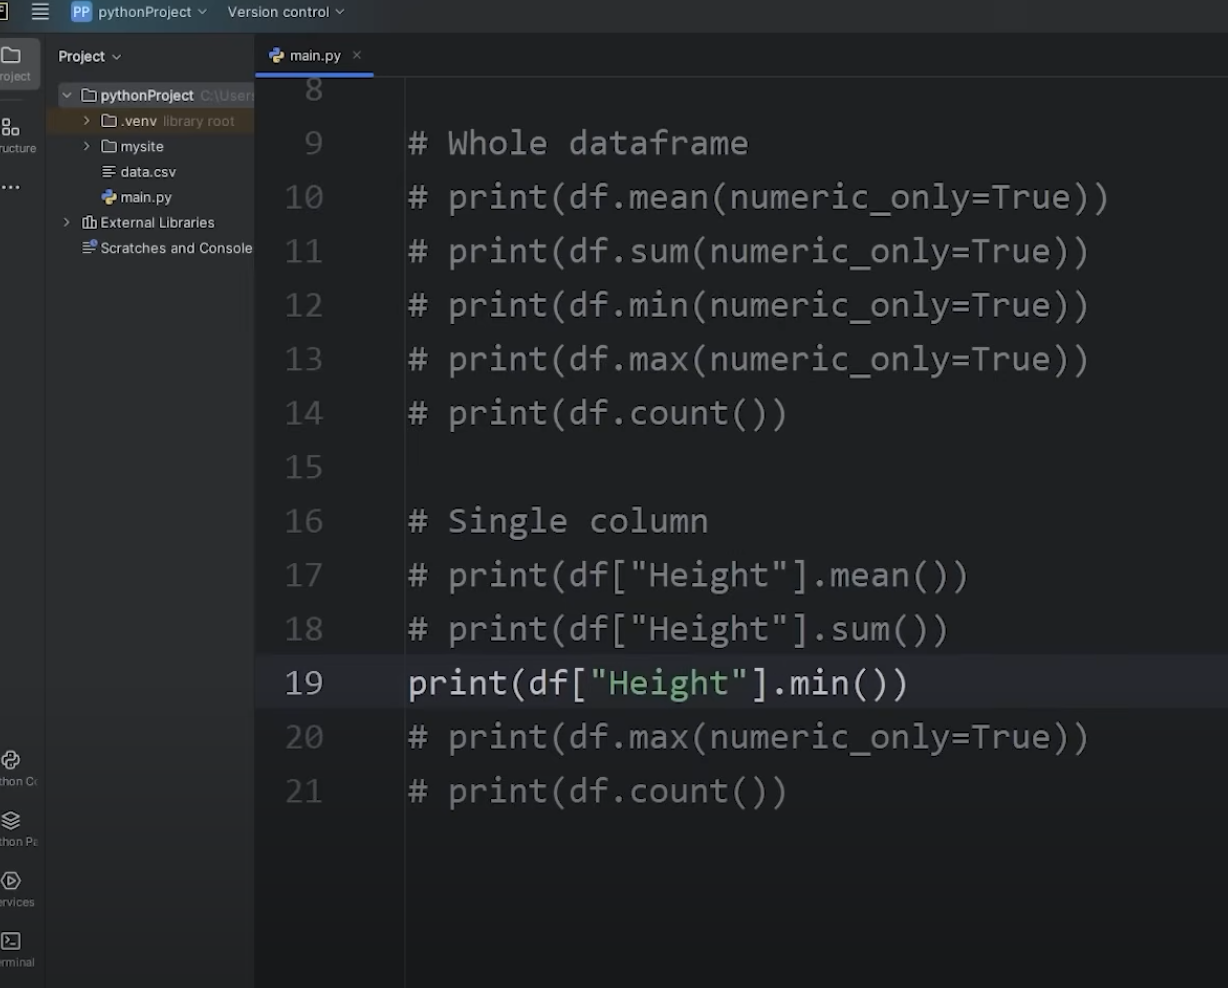 PP pythonProject Version control
Project
main.py
pythonProject C:\Users
.venv library root
mysite
data.csv
main.py
External Libraries
Scratches and Console
roject
ructure
thon Co
thon Pa
ervices
erminal
8
9 # Whole dataframe
10 # print(df.mean(numeric_only=True))
11 # print(df.sum(numeric_only=True))
12 # print(df.min(numeric_only=True))
13 # print(df.max(numeric_only=True))
14 # print(df.count())
15
16 # Single column
17 # print(df["Height"].mean())
18 # print(df["Height"].sum())
19 print(df["Height"].min())
20 # print(df.max(numeric_only=True))
21 # print(df.count())